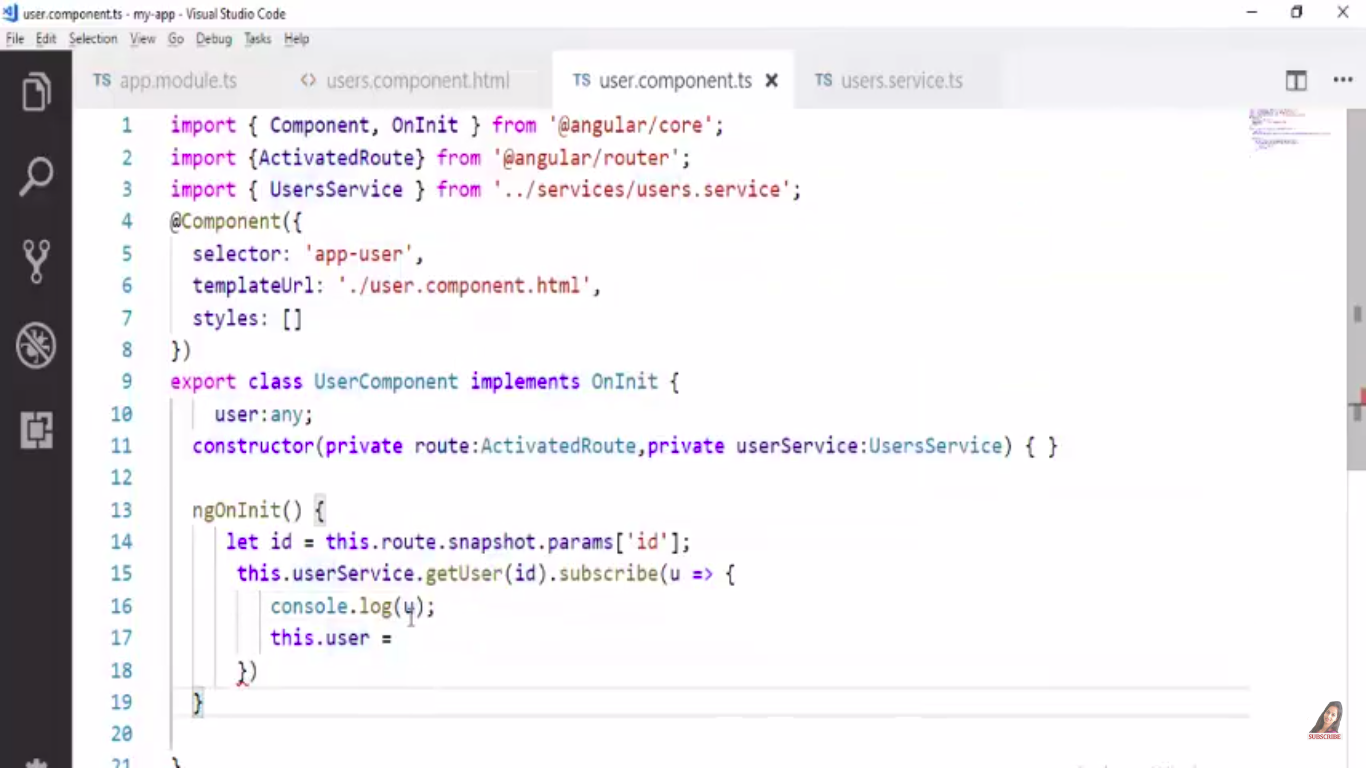 user.component.ts - my-app - Visual Studio Code
File Edit Selection View Go Debug Tasks Help
TS app.module.ts <> users.component.html TS user.component.ts TS users.service.ts
1 import { Component, OnInit } from '@angular/core';
2 import {ActivatedRoute} from '@angular/router';
3 import { UsersService } from '../services/users.service';
4 @Component({
5 selector: 'app-user',
6 templateUrl: './user.component.html',
7 styles: []
8 })
9 export class UserComponent implements OnInit {
10 user:any;
11 constructor(private route:ActivatedRoute,private userService:UsersService) { }
12
13 ngOnInit() {
14 let id = this.route.snapshot.params['id'];
15 this.userService.getUser(id).subscribe(u => {
16 console.log(u);
17 this.user =
18 })
19 }
20
21 }
SUBSCRIBE